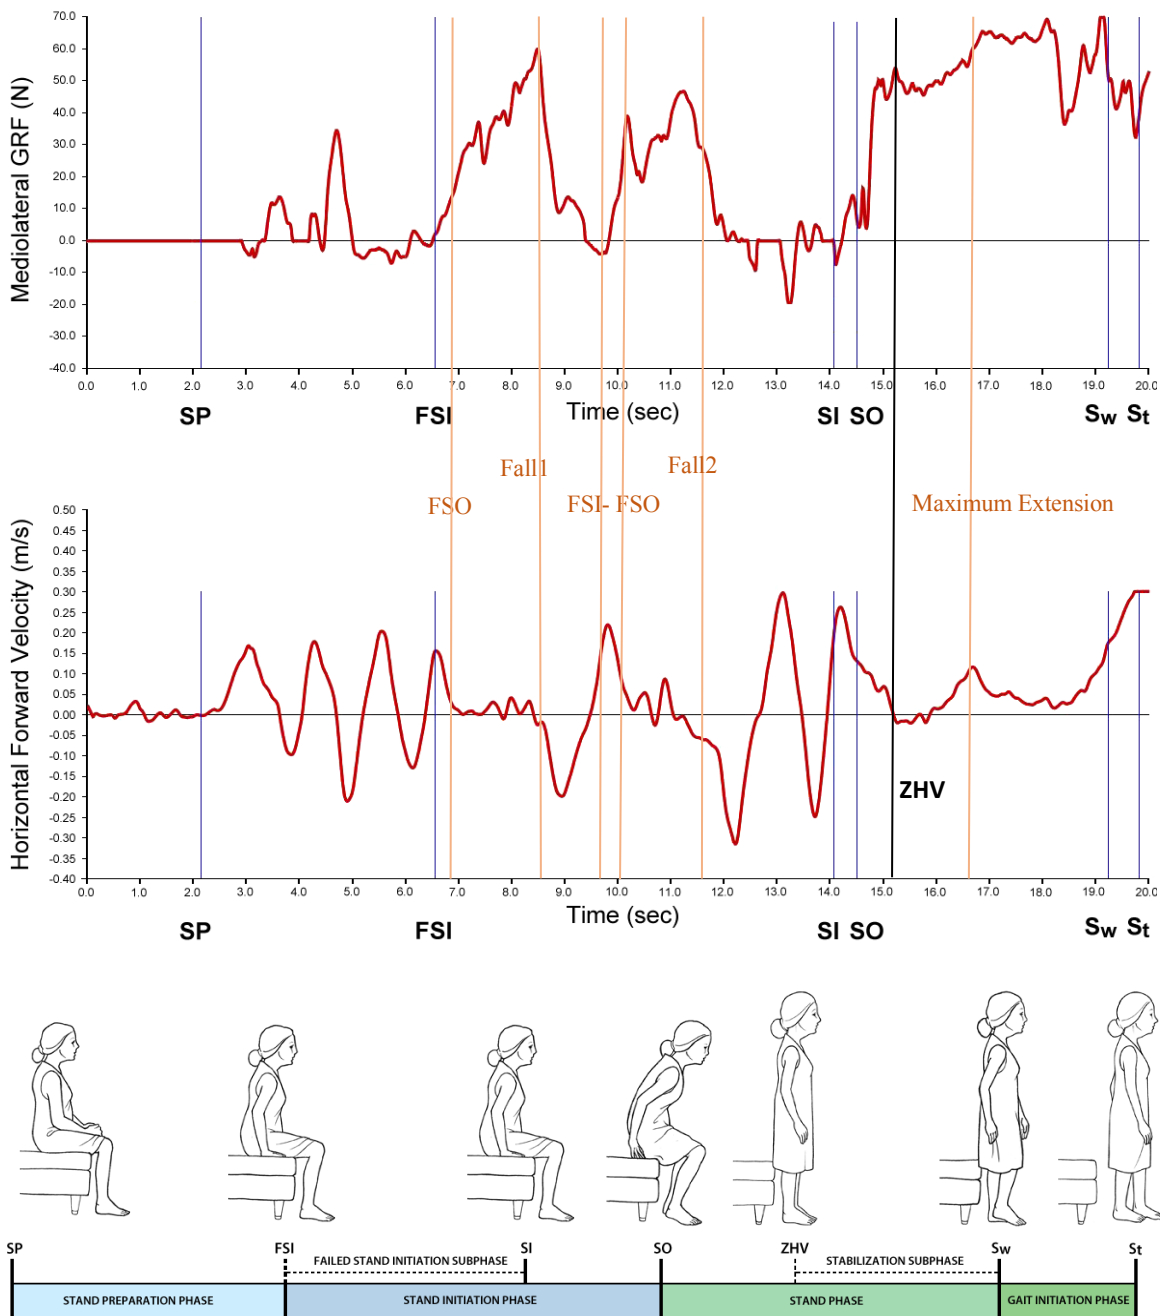 Mediolateral GRF (N)
70.0
60.0
50.0
40.0
30.0
20.0
10.0
0.0
-10.0
-20.0
-30.0
-40.0
0.0 1.0 2.0 3.0 4.0 5.0 6.0 7.0 8.0 9.0 10.0 11.0 12.0 13.0 14.0 15.0 16.0 17.0 18.0 19.0 20.0
Time (sec)
SP FSI SI SO Sw St
Fall1 Fall2
FSO FSI- FSO Maximum Extension
Horizontal Forward Velocity (m/s)
0.50
0.45
0.40
0.35
0.30
0.25
0.20
0.15
0.10
0.05
0.00
-0.05
-0.10
-0.15
-0.20
-0.25
-0.30
-0.35
-0.40
ZHV
0.0 1.0 2.0 3.0 4.0 5.0 6.0 7.0 8.0 9.0 10.0 11.0 12.0 13.0 14.0 15.0 16.0 17.0 18.0 19.0 20.0
Time (sec)
SP FSI SI SO Sw St
SP FSI SI SO ZHV Sw St
FAILED STAND INITIATION SUBPHASE STABILIZATION SUBPHASE
STAND PREPARATION PHASE STAND INITIATION PHASE STAND PHASE GAIT INITIATION PHASE